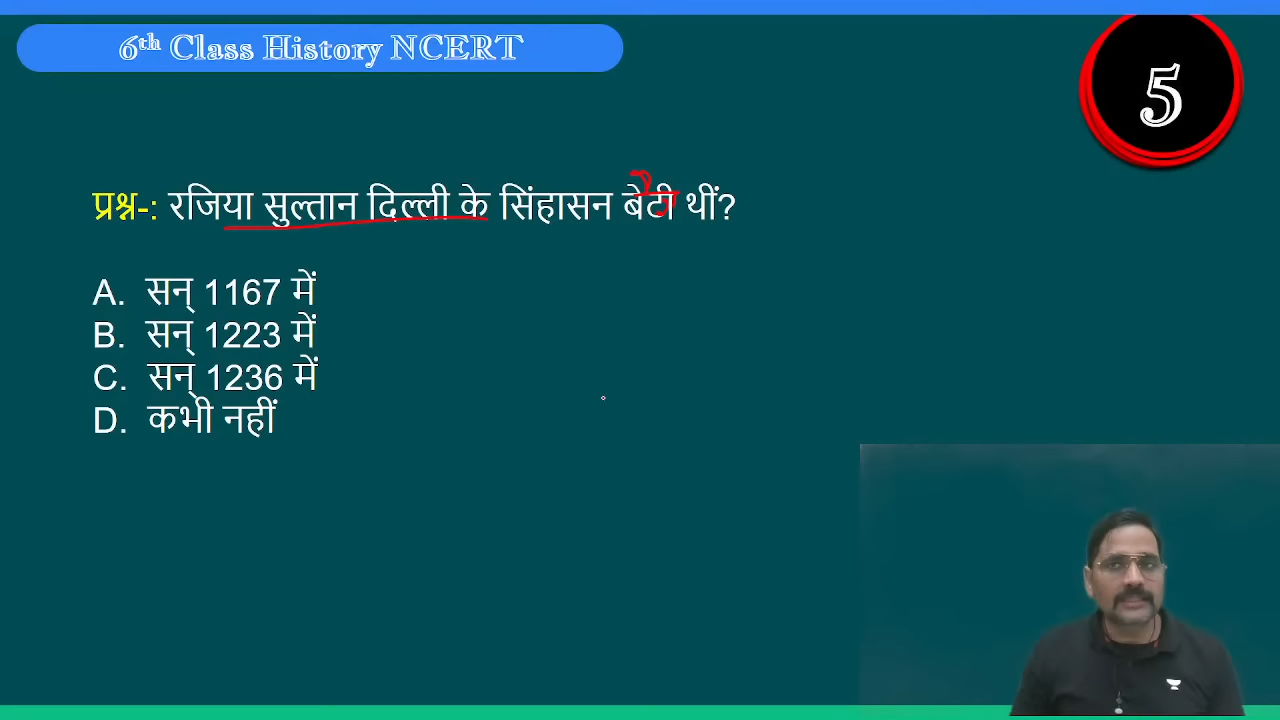 6th Class History NCERT
5
प्रश्न-: रजिया सुल्तान दिल्ली के सिंहासन बेटी थीं?
A. सन् 1167 में
B. सन् 1223 में
C. सन् 1236 में
D. कभी नहीं